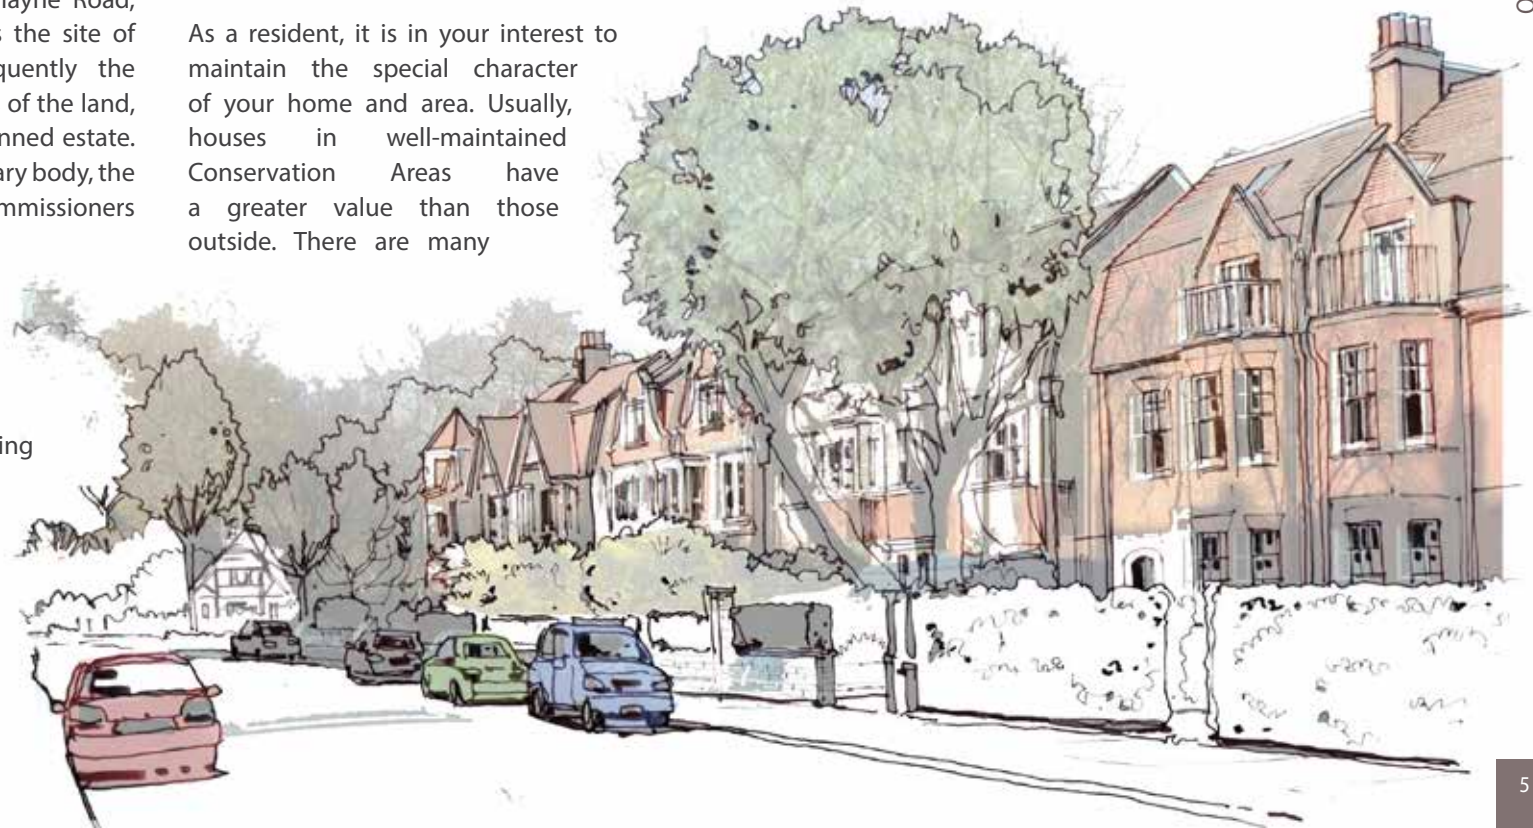 ayne Road,
s the site of
quently the
of the land,
nned estate.
ary body, the
mmissioners
ing
As a resident, it is in your interest to
maintain the special character
of your home and area. Usually,
houses in well-maintained
Conservation Areas have
a greater value than those
outside. There are many
5